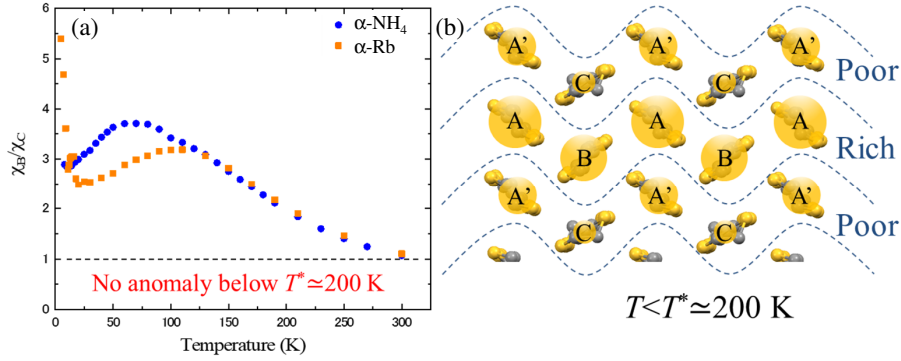 (a)
α-NH₄
α-Rb
χB/χC
6
5
4
3
2
1
0
No anomaly below T*≃200 K
0 50 100 150 200 250 300
Temperature (K)
(b)
A' A' A'
Poor
C C
A A A
Rich
B B
A' A' A'
Poor
C C
T<T*≃200 K